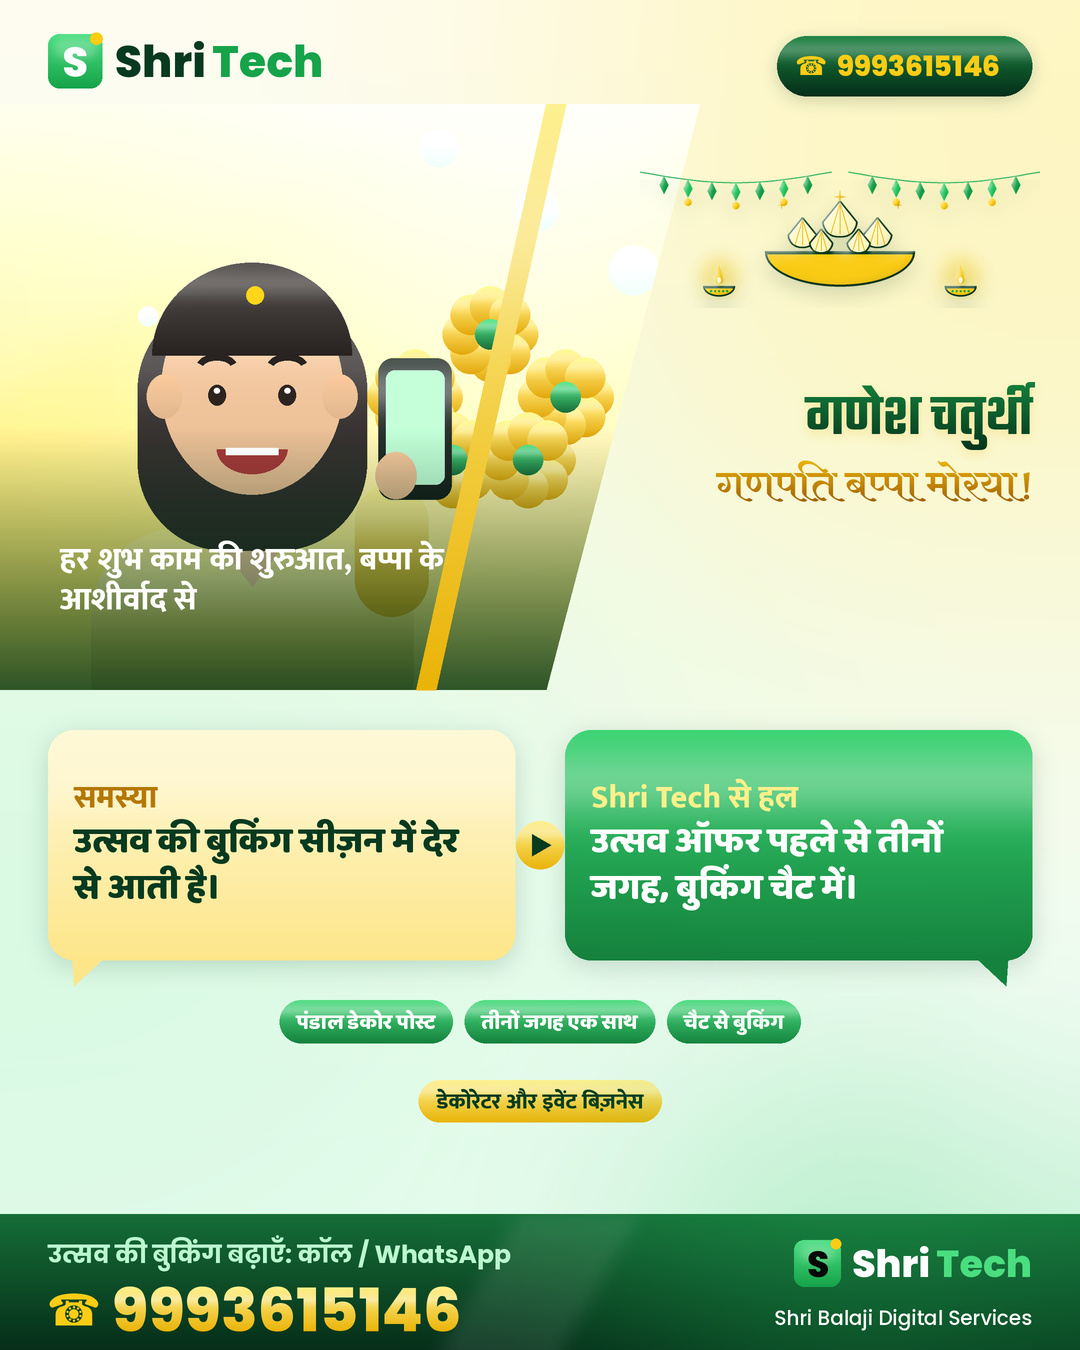 S Shri Tech
☎ 9993615146
गणेश चतुर्थी
गणपति बप्पा मोरया!
हर शुभ काम की शुरुआत, बप्पा के
आशीर्वाद से
समस्या
उत्सव की बुकिंग सीज़न में देर
से आती है।
Shri Tech से हल
उत्सव ऑफर पहले से तीनों
जगह, बुकिंग चैट में।
पंडाल डेकोर पोस्ट
तीनों जगह एक साथ
चैट से बुकिंग
डेकोरेटर और इवेंट बिज़नेस
उत्सव की बुकिंग बढ़ाएँ: कॉल / WhatsApp
☎ 9993615146
S Shri Tech
Shri Balaji Digital Services